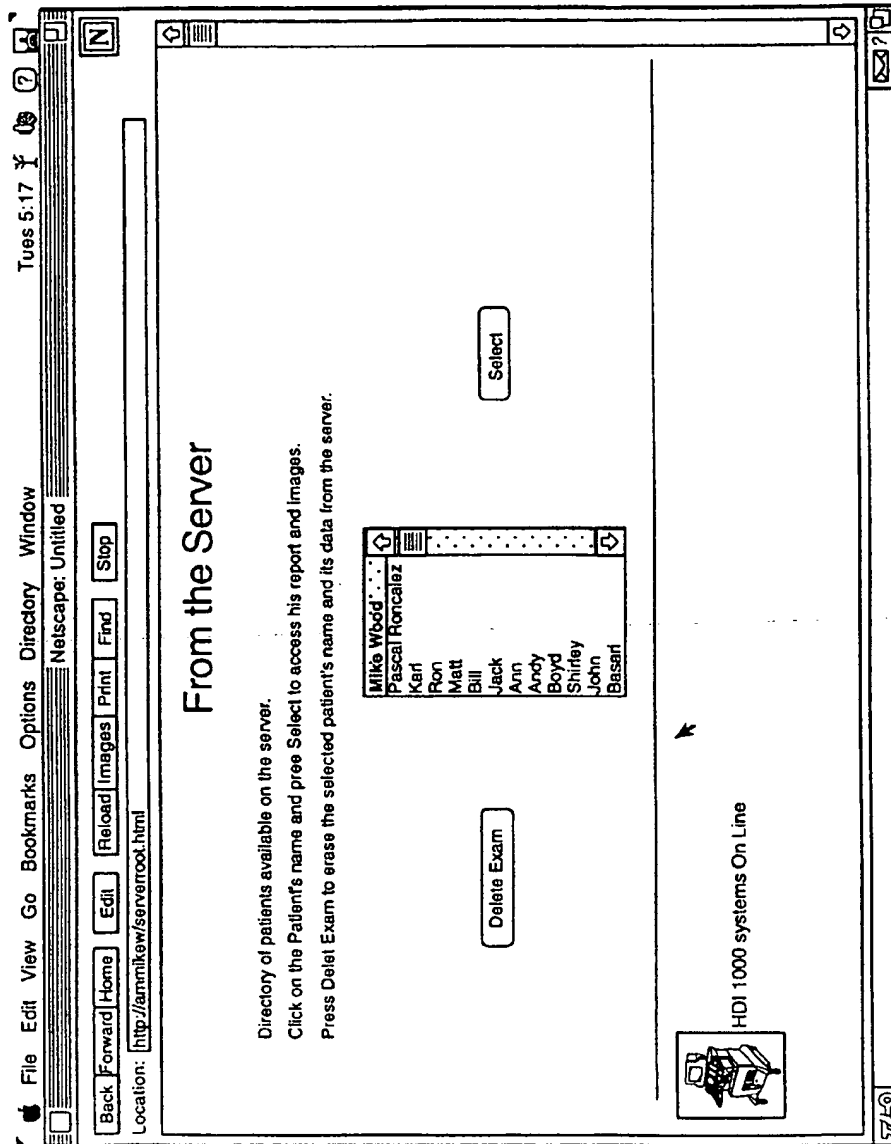 File Edit View Go Bookmarks Options Directory Window Tues 5:17 ?
Netscape: Untitled
Back Forward Home Edit Reload Images Print Find Stop N
Location: http://ammikew/serverroot.html
From the Server
Directory of patients available on the server.
Click on the Patient's name and pree Select to access his report and images.
Press Delet Exam to erase the selected patient's name and its data from the server.
Mike Wood
Pascal Roncalez
Karl
Ron
Matt
Bill
Jack
Ann
Andy
Boyd
Shirley
John
Basari
Delete Exam
Select
HDI 1000 systems On Line
?